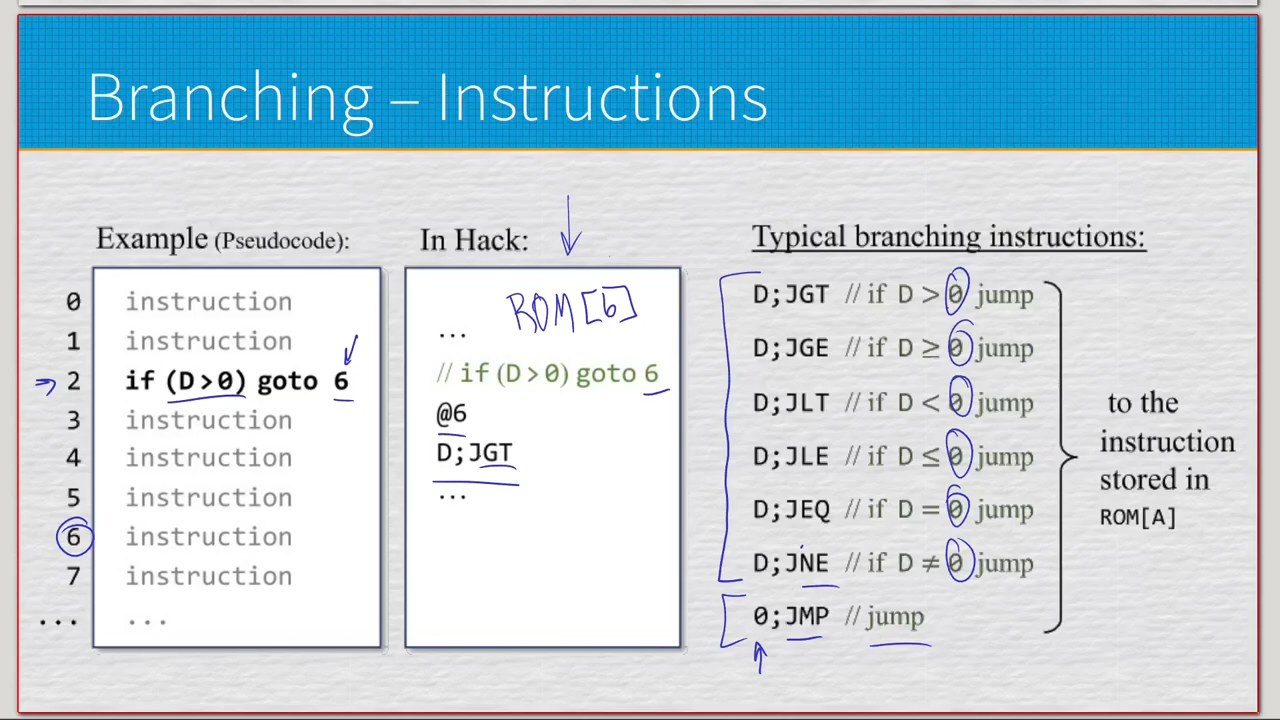 Branching – Instructions
Example (Pseudocode):
0 instruction
1 instruction
2 if (D>0) goto 6
3 instruction
4 instruction
5 instruction
6 instruction
7 instruction
... ...
In Hack:
ROM[6]
...
// if (D>0) goto 6
@6
D;JGT
...
Typical branching instructions:
D;JGT // if D > 0 jump
D;JGE // if D ≥ 0 jump
D;JLT // if D < 0 jump
D;JLE // if D ≤ 0 jump
D;JEQ // if D = 0 jump
D;JNE // if D ≠ 0 jump
0;JMP // jump
to the
instruction
stored in
ROM[A]